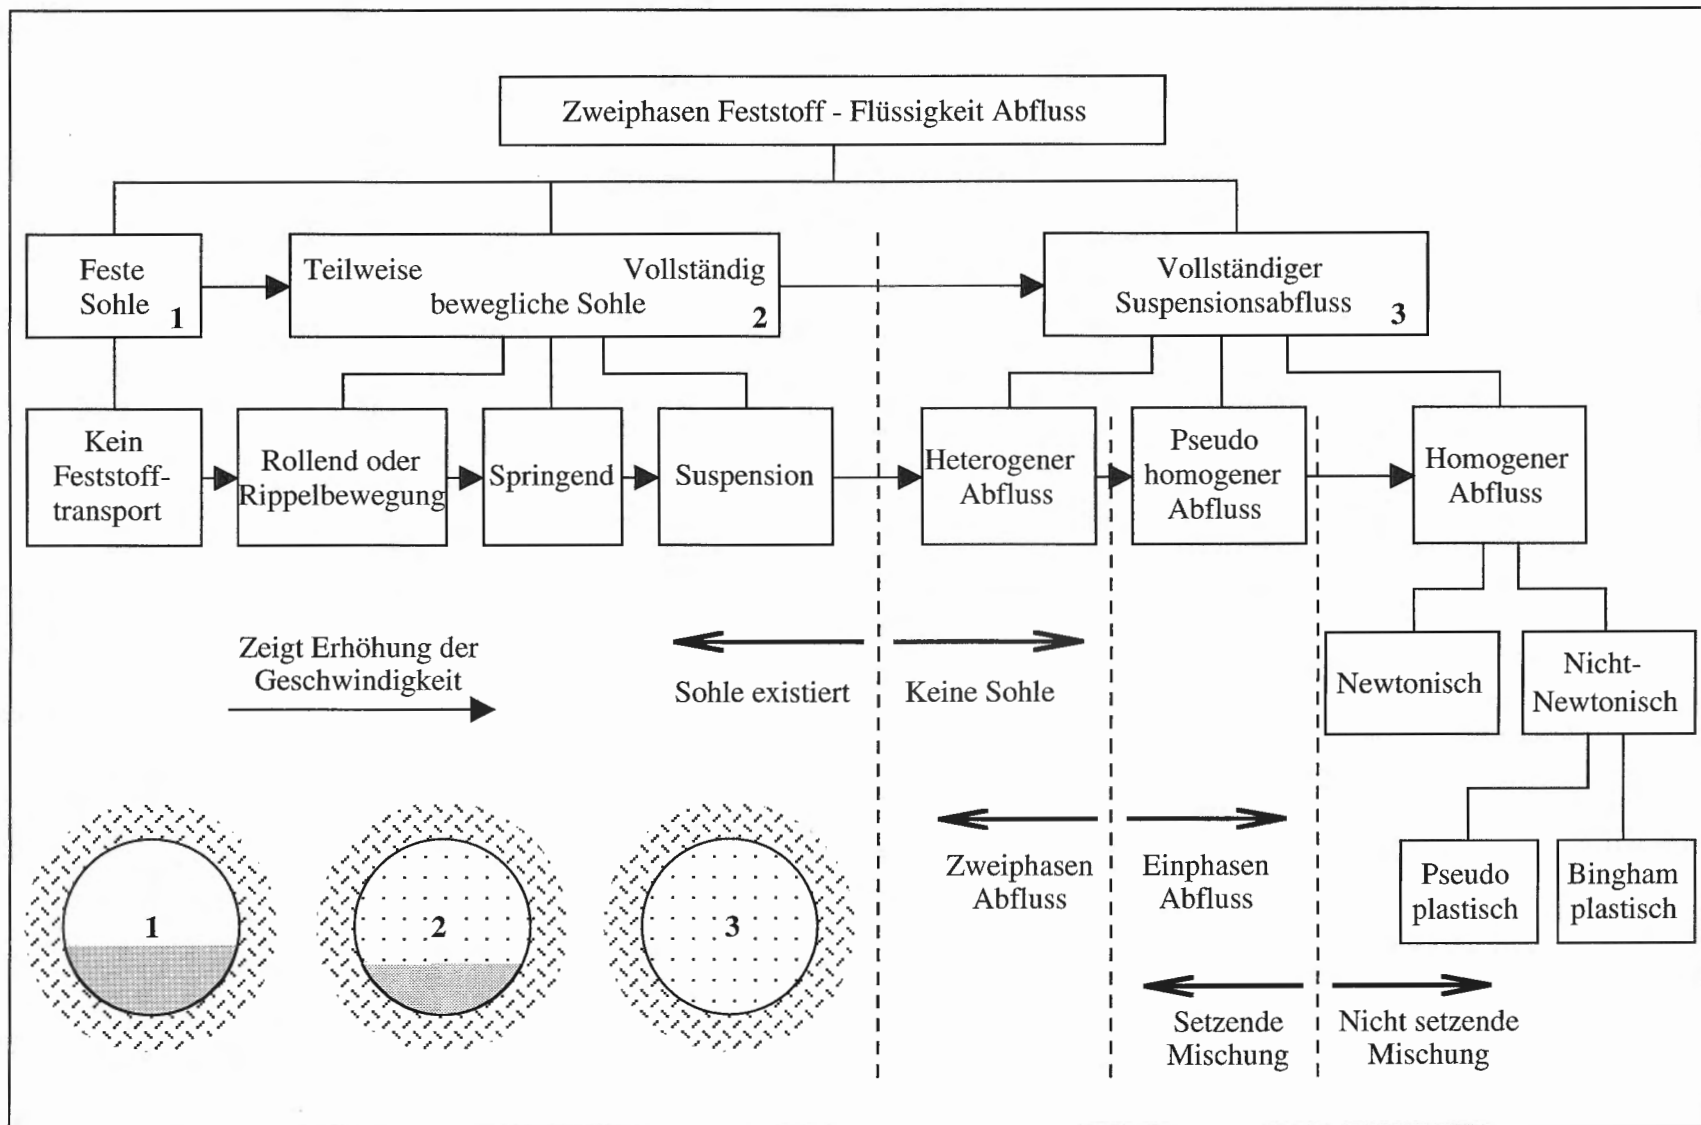 Zweiphasen Feststoff - Flüssigkeit Abfluss
Feste
Sohle
1
Teilweise Vollständig
bewegliche Sohle
2
Vollständiger
Suspensionsabfluss
3
Kein
Feststoff-
transport
Rollend oder
Rippelbewegung
Springend
Suspension
Heterogener
Abfluss
Pseudo
homogener
Abfluss
Homogener
Abfluss
Zeigt Erhöhung der
Geschwindigkeit
Sohle existiert
Keine Sohle
Newtonisch
Nicht-
Newtonisch
Zweiphasen
Abfluss
Einphasen
Abfluss
Pseudo
plastisch
Bingham
plastisch
1
2
3
Setzende
Mischung
Nicht setzende
Mischung